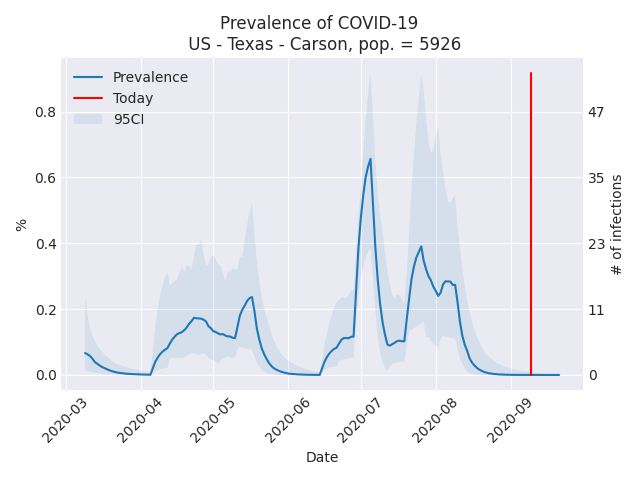 Prevalence of COVID-19
US - Texas - Carson, pop. = 5926
Prevalence
Today
95CI
0.8
0.6
0.4
0.2
0.0
%
47
35
23
11
0
# of infections
2020-03
2020-04
2020-05
2020-06
2020-07
2020-08
2020-09
Date